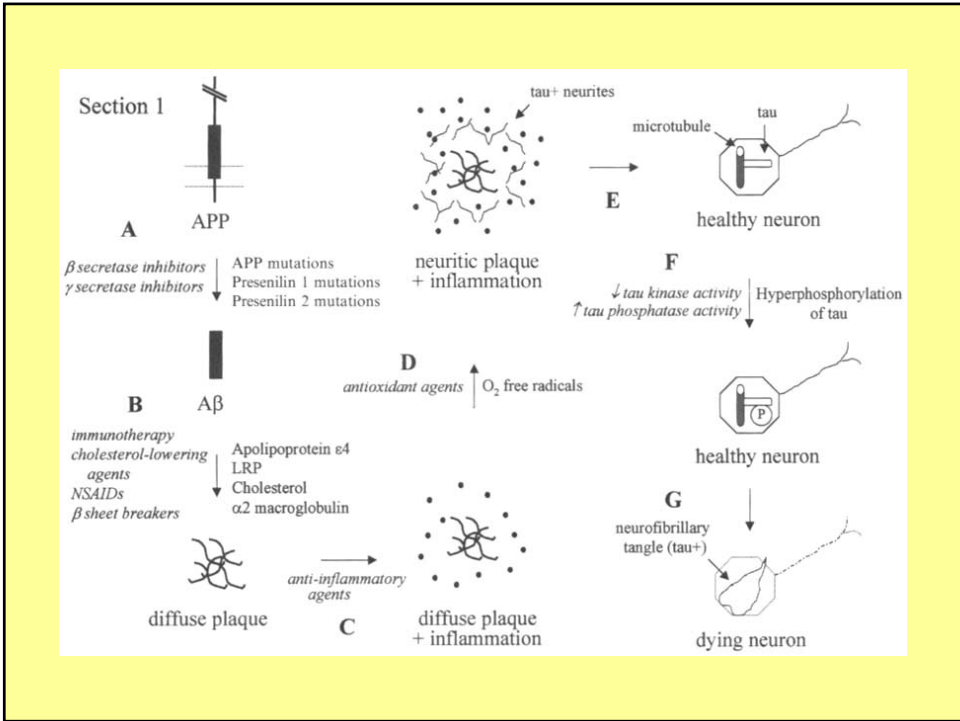 Section 1
APP
A
β secretase inhibitors
γ secretase inhibitors
APP mutations
Presenilin 1 mutations
Presenilin 2 mutations
Aβ
B
immunotherapy
cholesterol-lowering
agents
NSAIDs
β sheet breakers
Apolipoprotein ε4
LRP
Cholesterol
α2 macroglobulin
diffuse plaque
C
anti-inflammatory
agents
diffuse plaque
+ inflammation
D
antioxidant agents
O₂ free radicals
tau+ neurites
neuritic plaque
+ inflammation
E
microtubule
tau
healthy neuron
F
↓ tau kinase activity
↑ tau phosphatase activity
Hyperphosphorylation
of tau
P
healthy neuron
G
neurofibrillary
tangle (tau+)
dying neuron